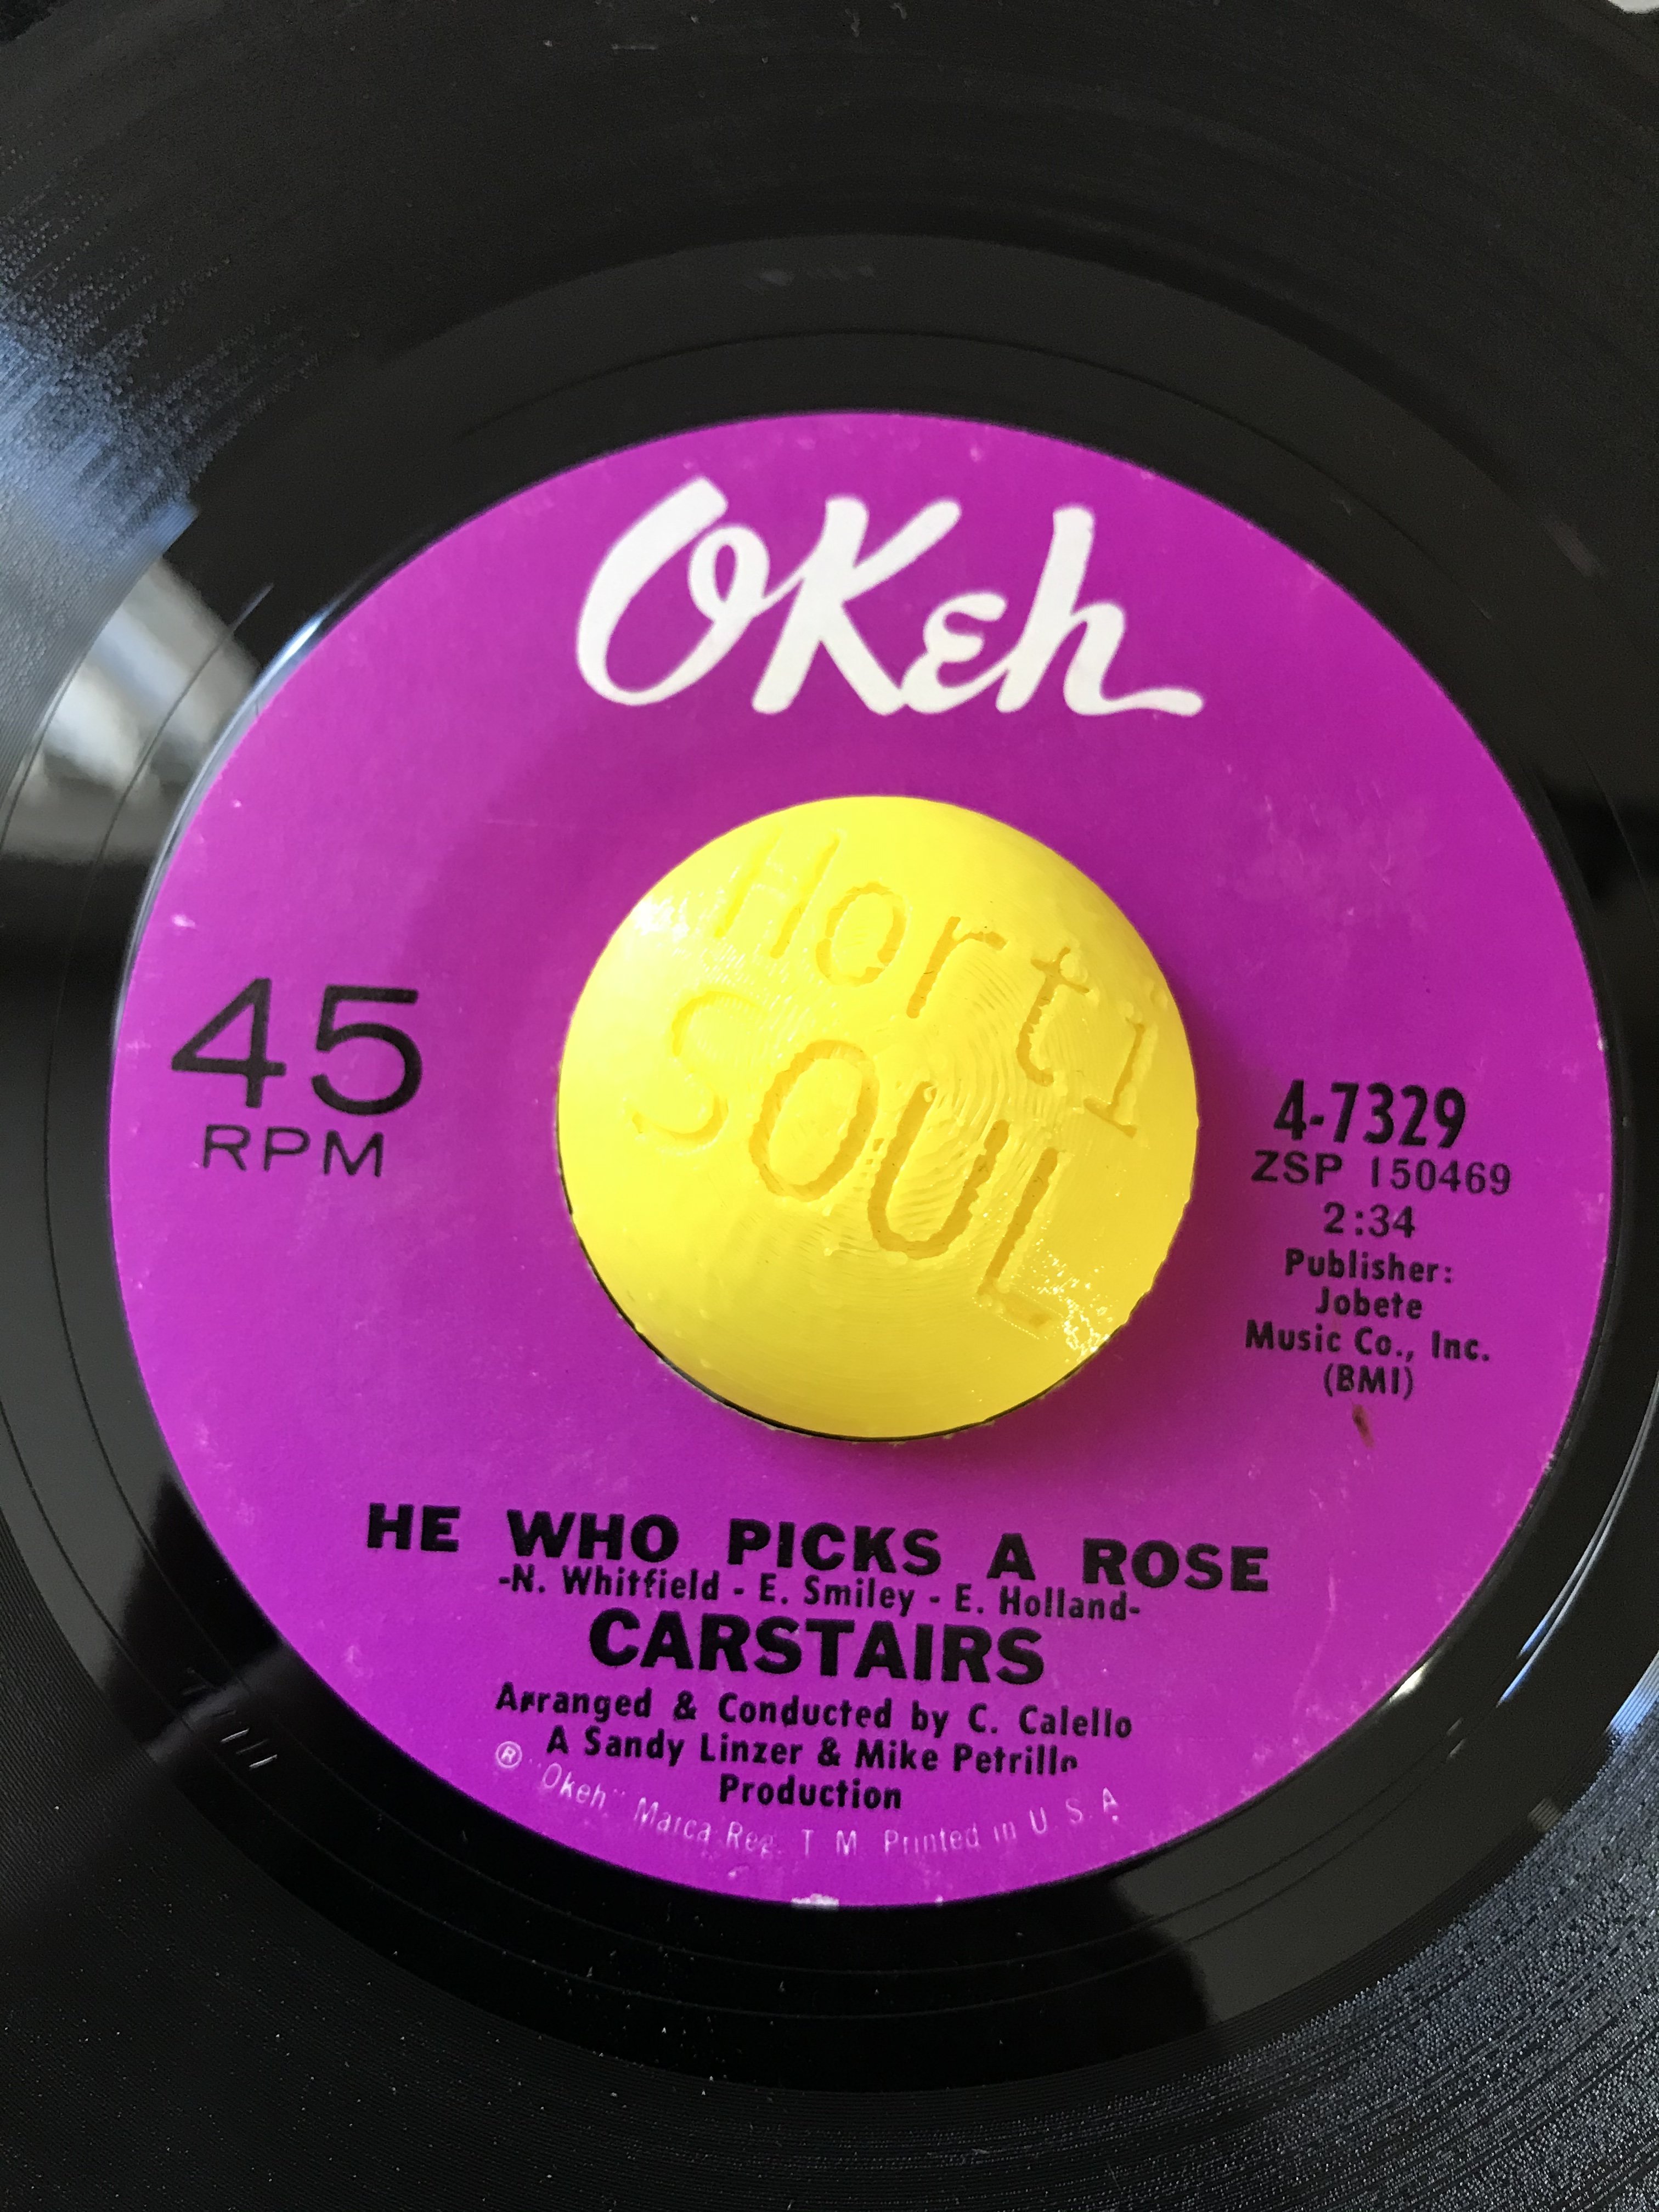 OKeh
Horti
SOUL
45
RPM
4-7329
ZSP 150469
2:34
Publisher:
Jobete
Music Co., Inc.
(BMI)
HE WHO PICKS A ROSE
-N. Whitfield - E. Smiley - E. Holland-
CARSTAIRS
Arranged & Conducted by C. Calello
A Sandy Linzer & Mike Petrillo
Production
® "Okeh" Marca Reg. T M Printed in U. S. A.